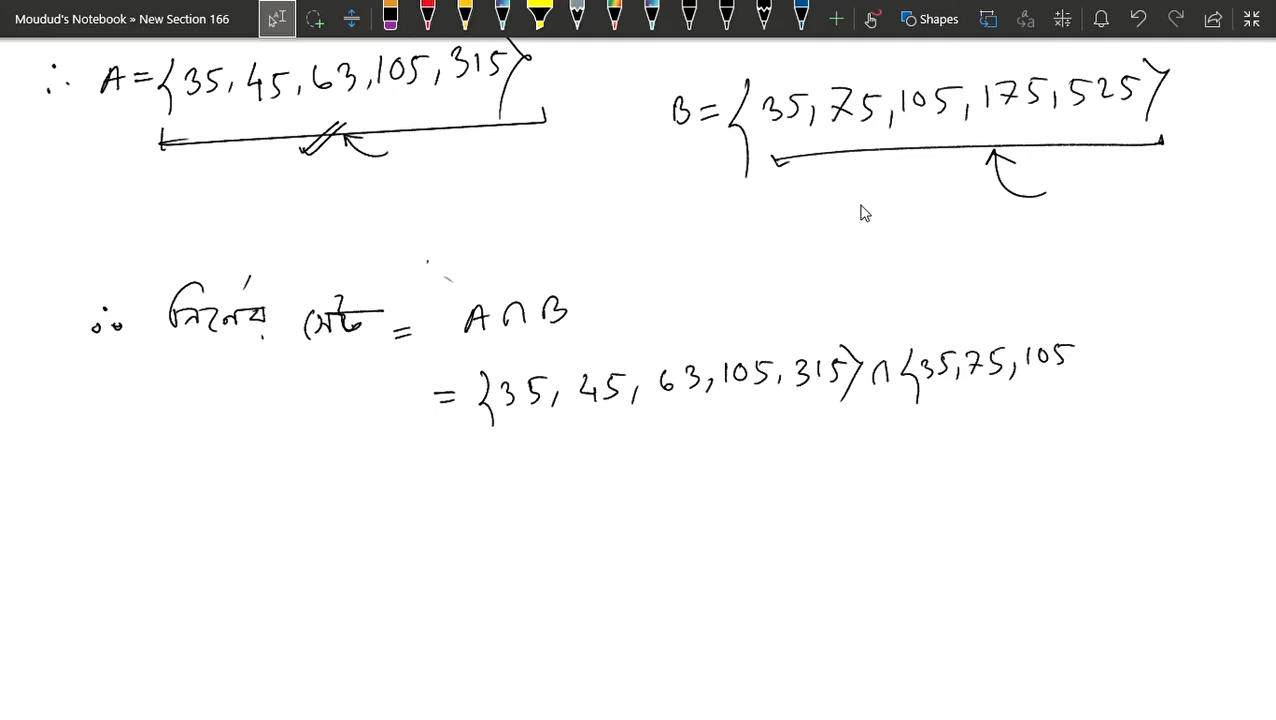 Moudud's Notebook » New Section 166
Shapes
∴ A = {35, 45, 63, 105, 315}
B = {35, 75, 105, 175, 525}
∴ নির্ণেয় সেট = A ∩ B
= {35, 45, 63, 105, 315} ∩ {35, 75, 105